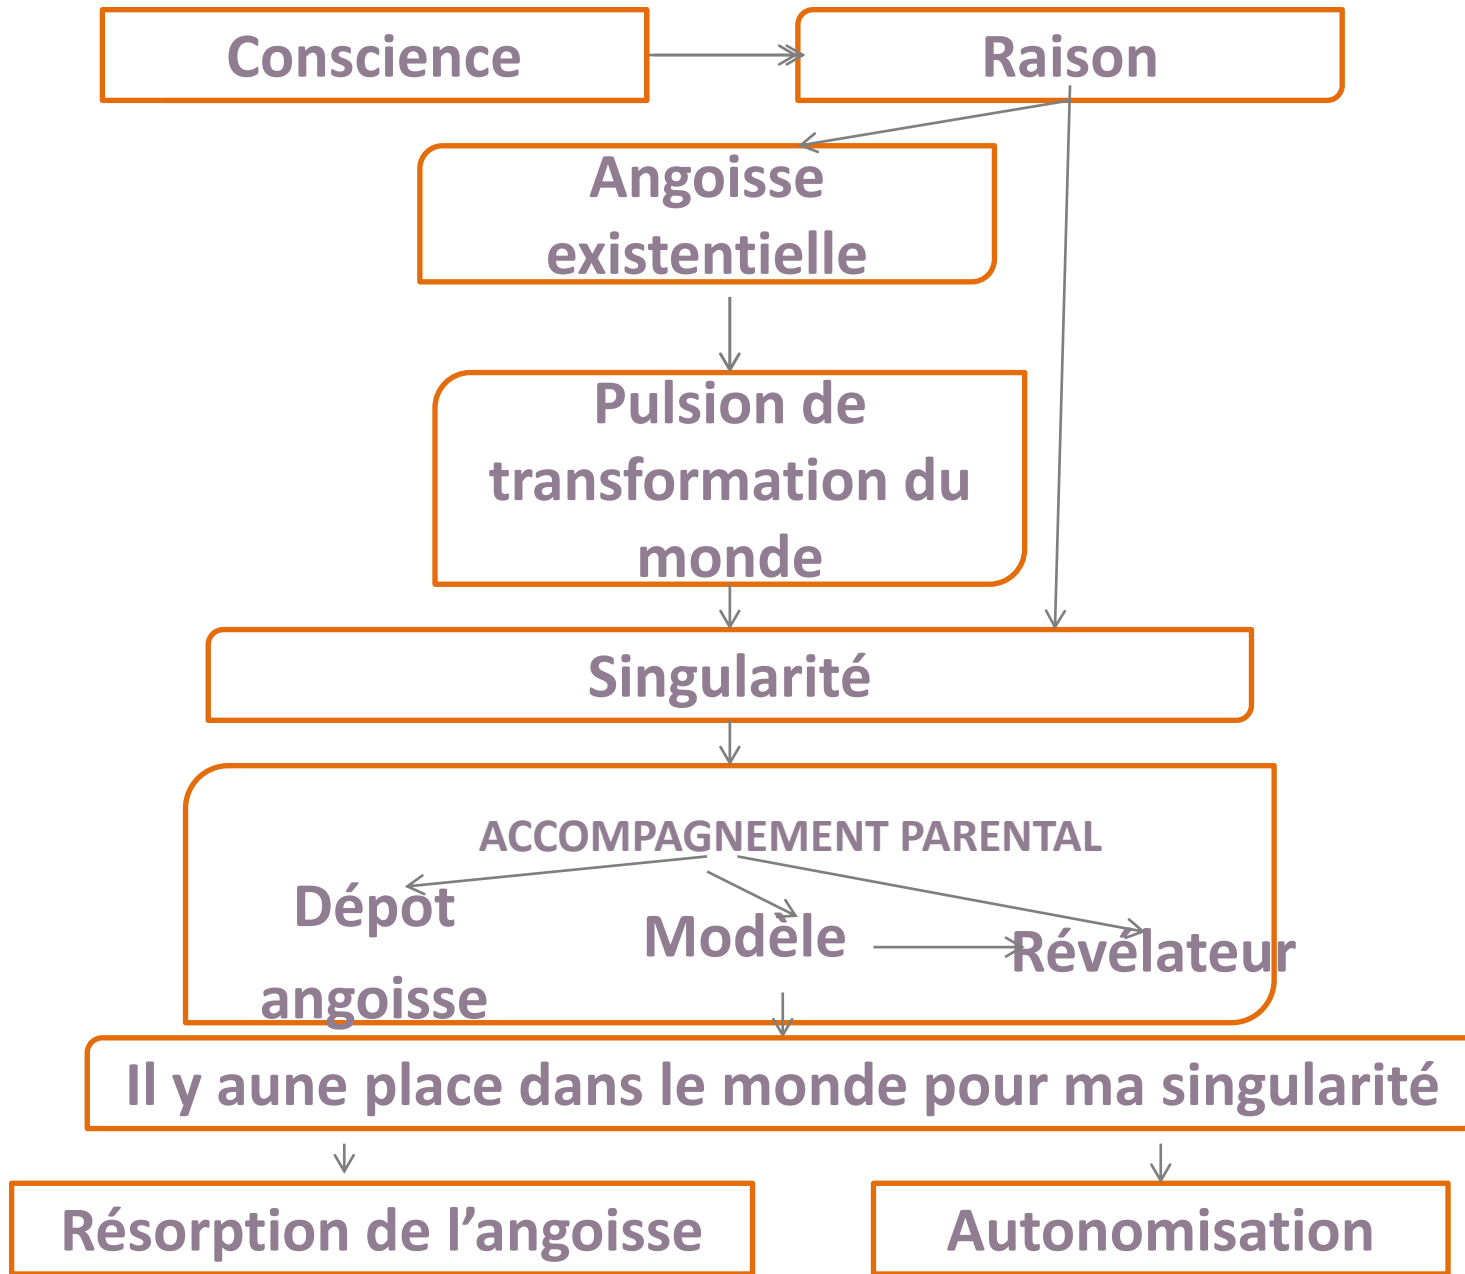 Conscience
Raison
Angoisse
existentielle
Pulsion de
transformation du
monde
Singularité
ACCOMPAGNEMENT PARENTAL
Dépôt
angoisse
Modèle
Révélateur
Il y aune place dans le monde pour ma singularité
Résorption de l’angoisse
Autonomisation